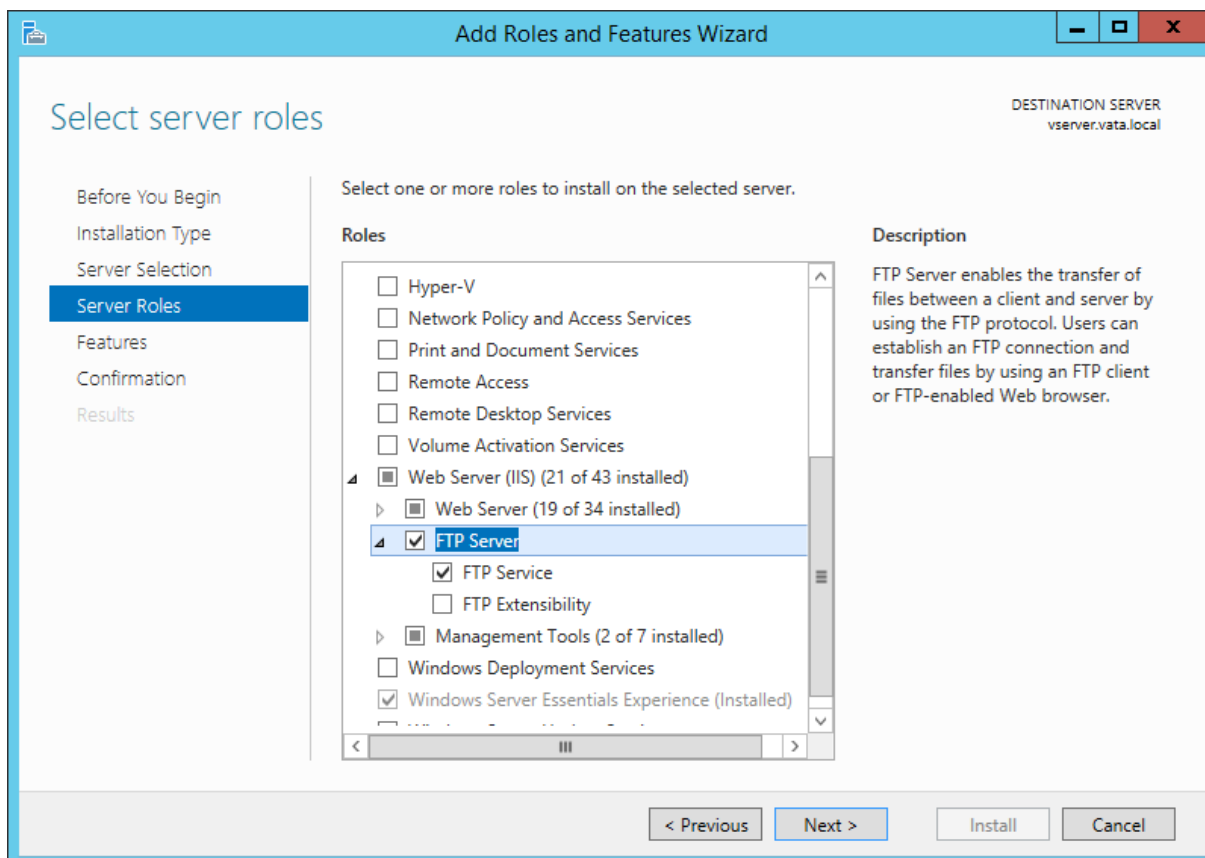 Add Roles and Features Wizard
Select server roles
DESTINATION SERVER
vserver.vata.local
Before You Begin
Installation Type
Server Selection
Server Roles
Features
Confirmation
Results
Select one or more roles to install on the selected server.
Roles
Hyper-V
Network Policy and Access Services
Print and Document Services
Remote Access
Remote Desktop Services
Volume Activation Services
Web Server (IIS) (21 of 43 installed)
Web Server (19 of 34 installed)
FTP Server
FTP Service
FTP Extensibility
Management Tools (2 of 7 installed)
Windows Deployment Services
Windows Server Essentials Experience (Installed)
Description
FTP Server enables the transfer of
files between a client and server by
using the FTP protocol. Users can
establish an FTP connection and
transfer files by using an FTP client
or FTP-enabled Web browser.
< Previous
Next >
Install
Cancel